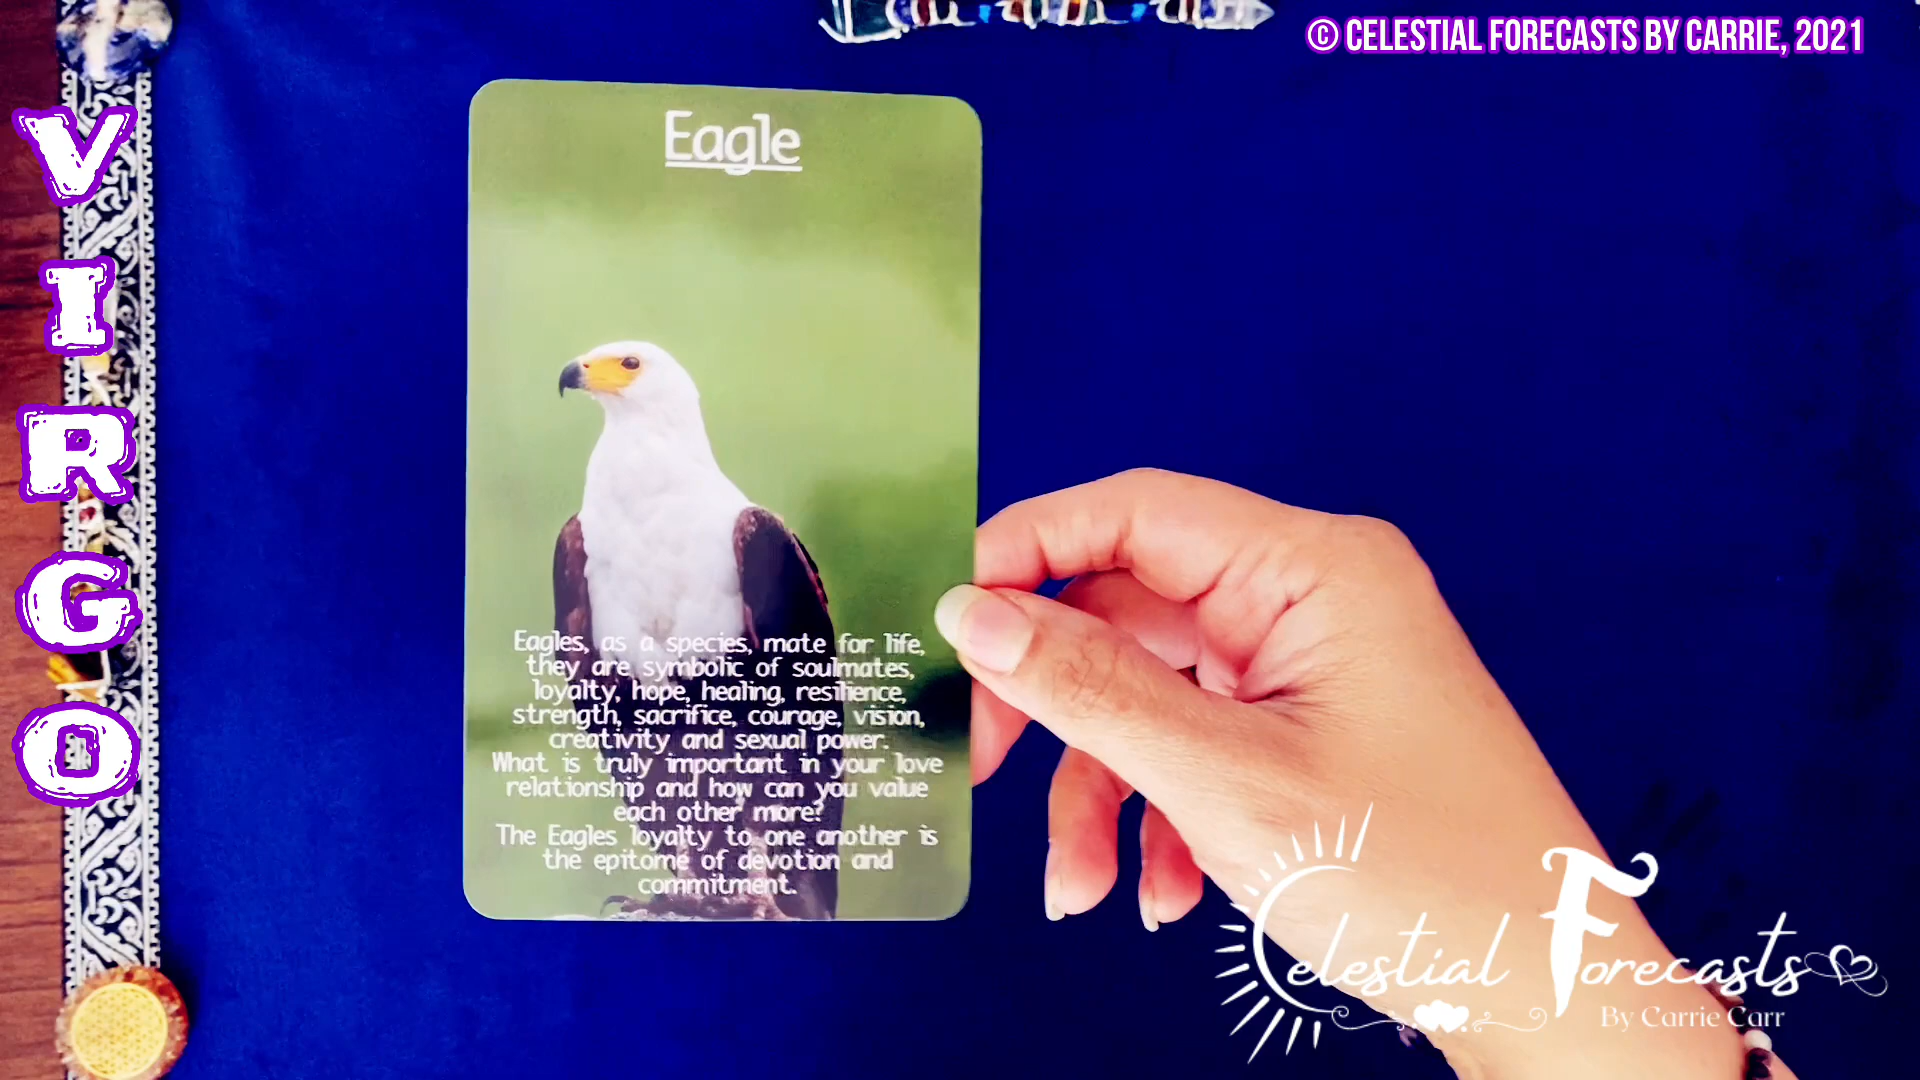 © CELESTIAL FORECASTS BY CARRIE, 2021
VIRGO
Eagle
Eagles, as a species, mate for life,
they are symbolic of soulmates,
loyalty, hope, healing, resilience,
strength, sacrifice, courage, vision,
creativity and sexual power.
What is truly important in your love
relationship and how can you value
each other more?
The Eagles loyalty to one another is
the epitome of devotion and
commitment.
Celestial Forecasts
By Carrie Carr